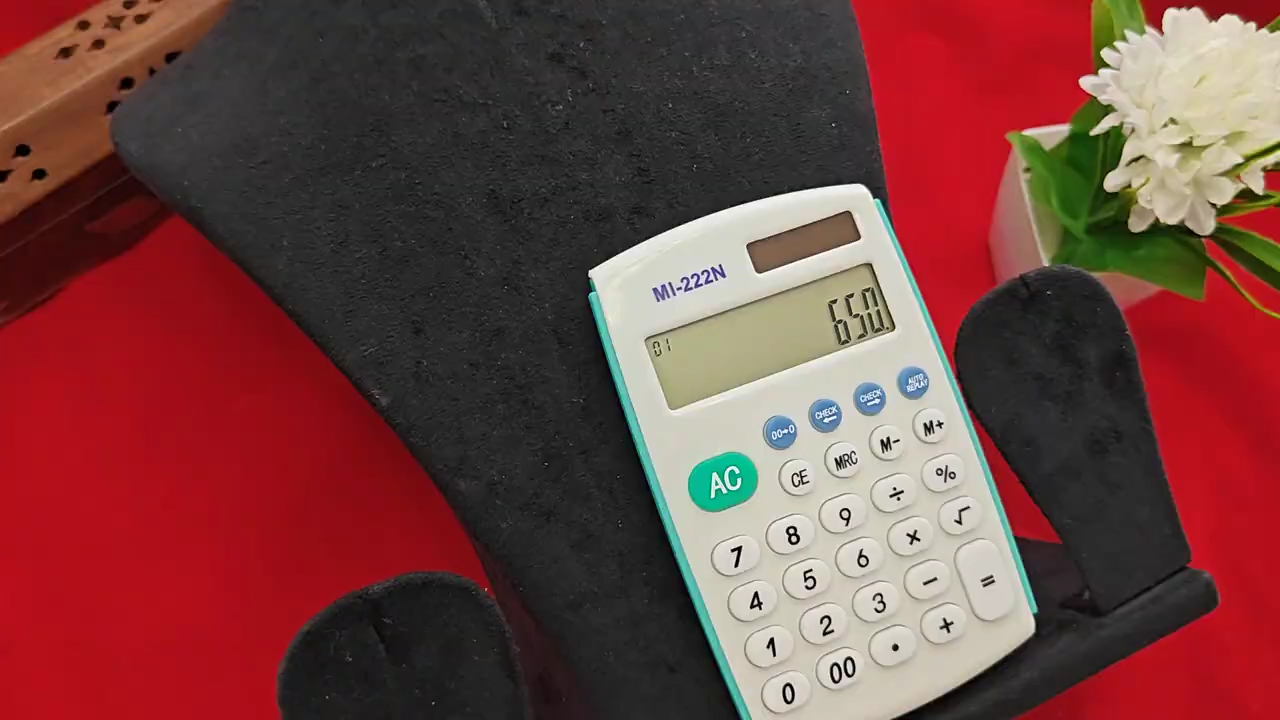 MI-222N
01 650.
00→0 CHECK ← CHECK → AUTO REPLAY
AC CE MRC M- M+
7 8 9 ÷ %
4 5 6 × √
1 2 3 − =
0 00 • +